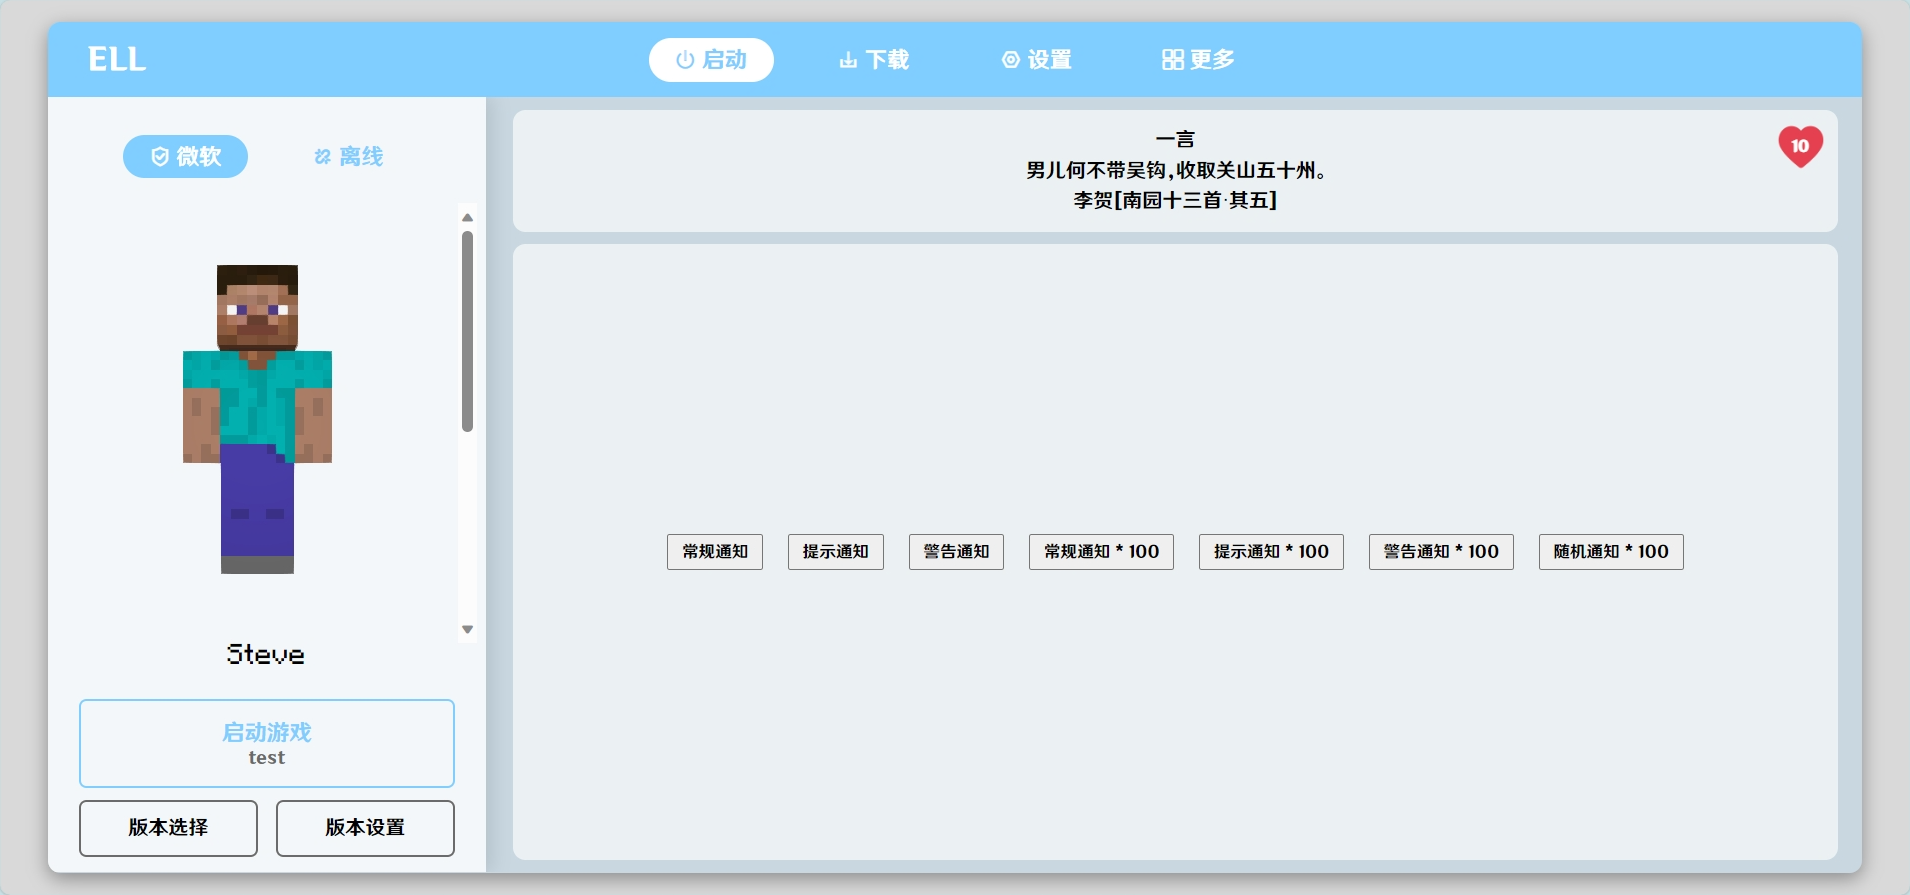 ELL
启动
下载
设置
更多
微软
离线
一言
男儿何不带吴钩,收取关山五十州。
李贺[南园十三首·其五]
10
Steve
启动游戏
test
版本选择
版本设置
常规通知
提示通知
警告通知
常规通知 * 100
提示通知 * 100
警告通知 * 100
随机通知 * 100